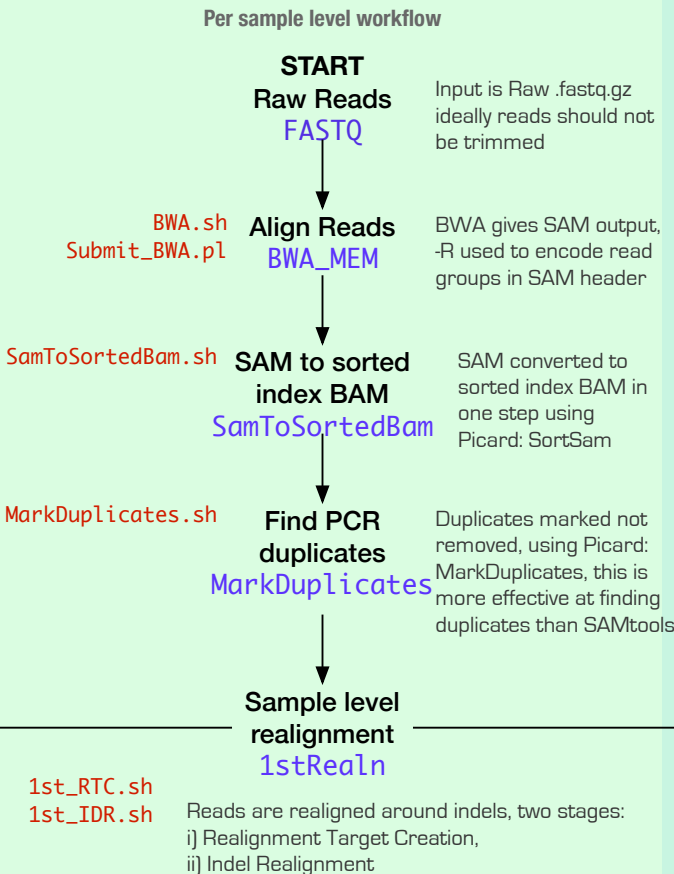 Per sample level workflow
START
Raw Reads
FASTQ
Input is Raw .fastq.gz
ideally reads should not
be trimmed
BWA.sh
Submit_BWA.pl
Align Reads
BWA_MEM
BWA gives SAM output,
-R used to encode read
groups in SAM header
SamToSortedBam.sh
SAM to sorted
index BAM
SamToSortedBam
SAM converted to
sorted index BAM in
one step using
Picard: SortSam
MarkDuplicates.sh
Find PCR
duplicates
MarkDuplicates
Duplicates marked not
removed, using Picard:
MarkDuplicates, this is
more effective at finding
duplicates than SAMtools
Sample level
realignment
1stRealn
1st_RTC.sh
1st_IDR.sh
Reads are realigned around indels, two stages:
i) Realignment Target Creation,
ii) Indel Realignment